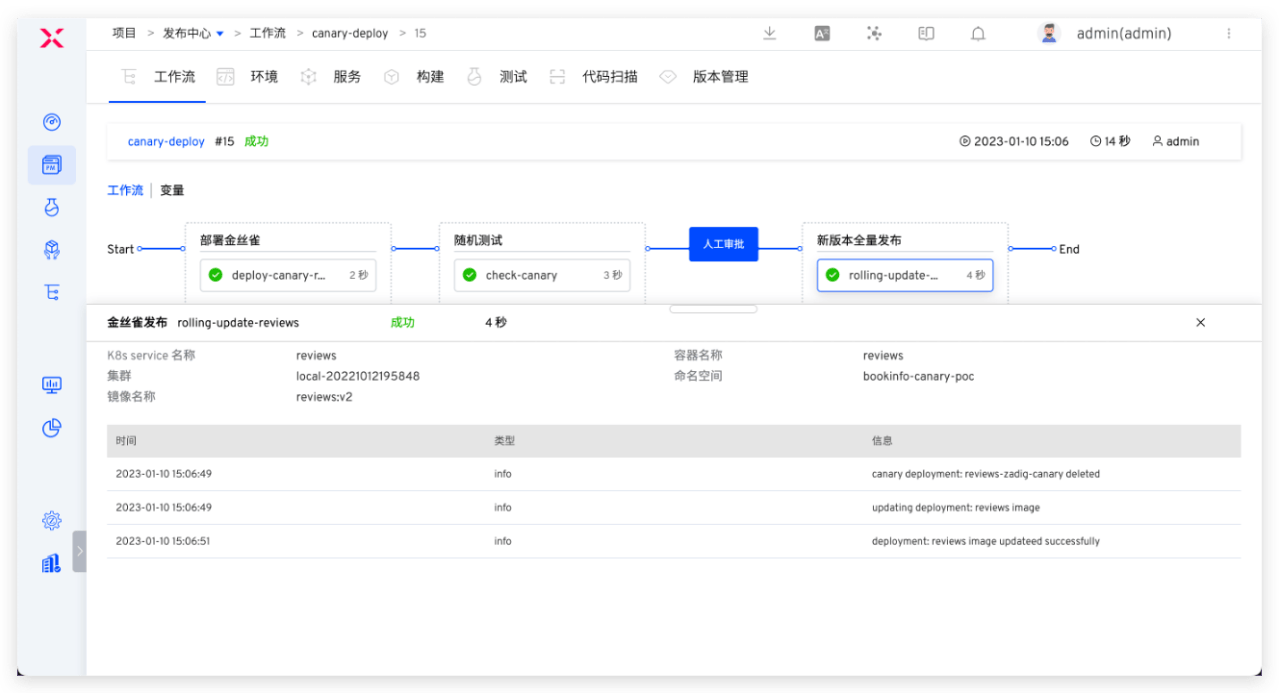 项目 > 发布中心 > 工作流 > canary-deploy > 15 admin(admin)
工作流 环境 服务 构建 测试 代码扫描 版本管理
canary-deploy #15 成功 2023-01-10 15:06 14 秒 admin
工作流 | 变量
Start 部署金丝雀 随机测试 人工审批 新版本全量发布 End
deploy-canary-r... 2 秒 check-canary 3 秒 rolling-update-... 4 秒
金丝雀发布 rolling-update-reviews 成功 4 秒
K8s service 名称 reviews 容器名称 reviews
集群 local-20221012195848 命名空间 bookinfo-canary-poc
镜像名称 reviews:v2
时间 类型 信息
2023-01-10 15:06:49 info canary deployment: reviews-zadig-canary deleted
2023-01-10 15:06:49 info updating deployment: reviews image
2023-01-10 15:06:51 info deployment: reviews image updateed successfully